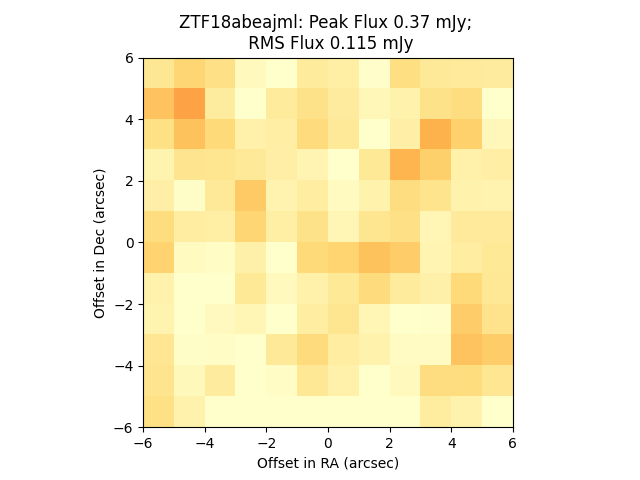 ZTF18abeajml: Peak Flux 0.37 mJy;
RMS Flux 0.115 mJy
6
4
2
0
−2
−4
−6
Offset in Dec (arcsec)
−6 −4 −2 0 2 4 6
Offset in RA (arcsec)